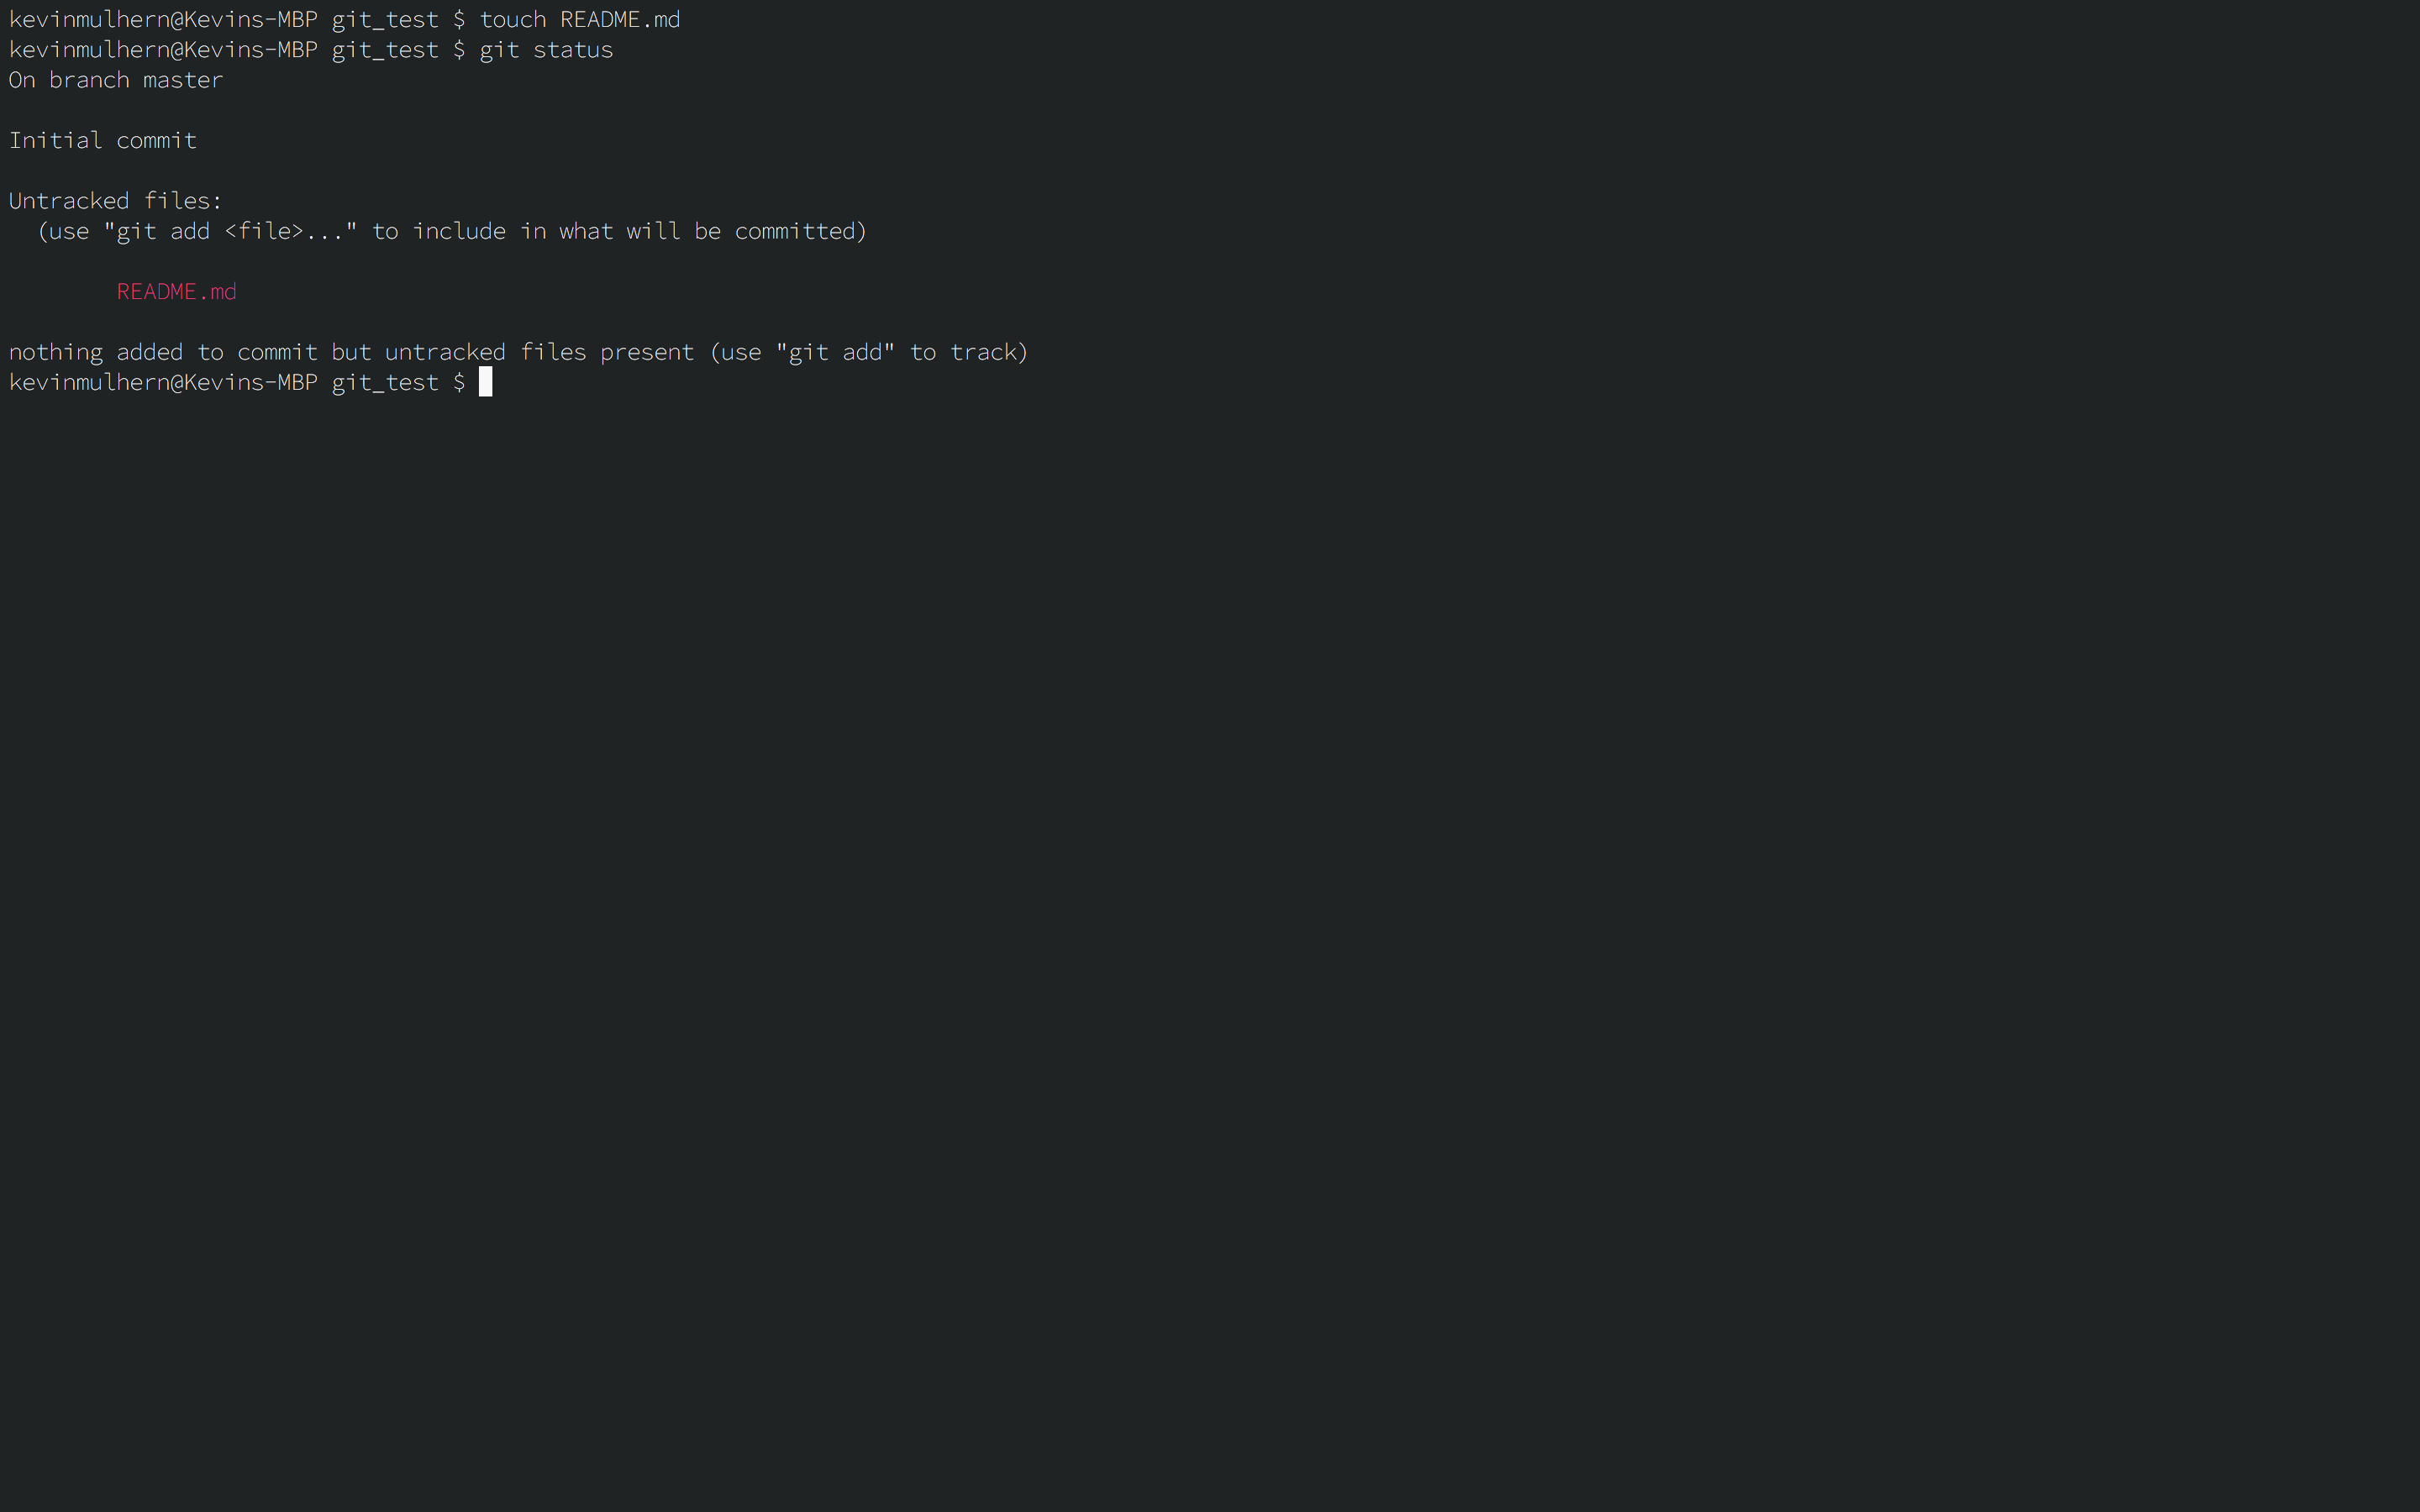 kevinmulhern@Kevins-MBP git_test $ touch README.md
kevinmulhern@Kevins-MBP git_test $ git status
On branch master
Initial commit
Untracked files:
  (use "git add <file>..." to include in what will be committed)
        README.md
nothing added to commit but untracked files present (use "git add" to track)
kevinmulhern@Kevins-MBP git_test $